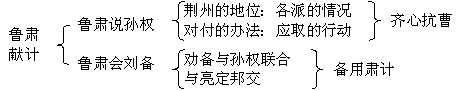 鲁肃
献计
鲁肃说孙权
荆州的地位：各派的情况
对付的办法：应取的行动
齐心抗曹
鲁肃会刘备
劝备与孙权联合
与亮定邦交
备用肃计